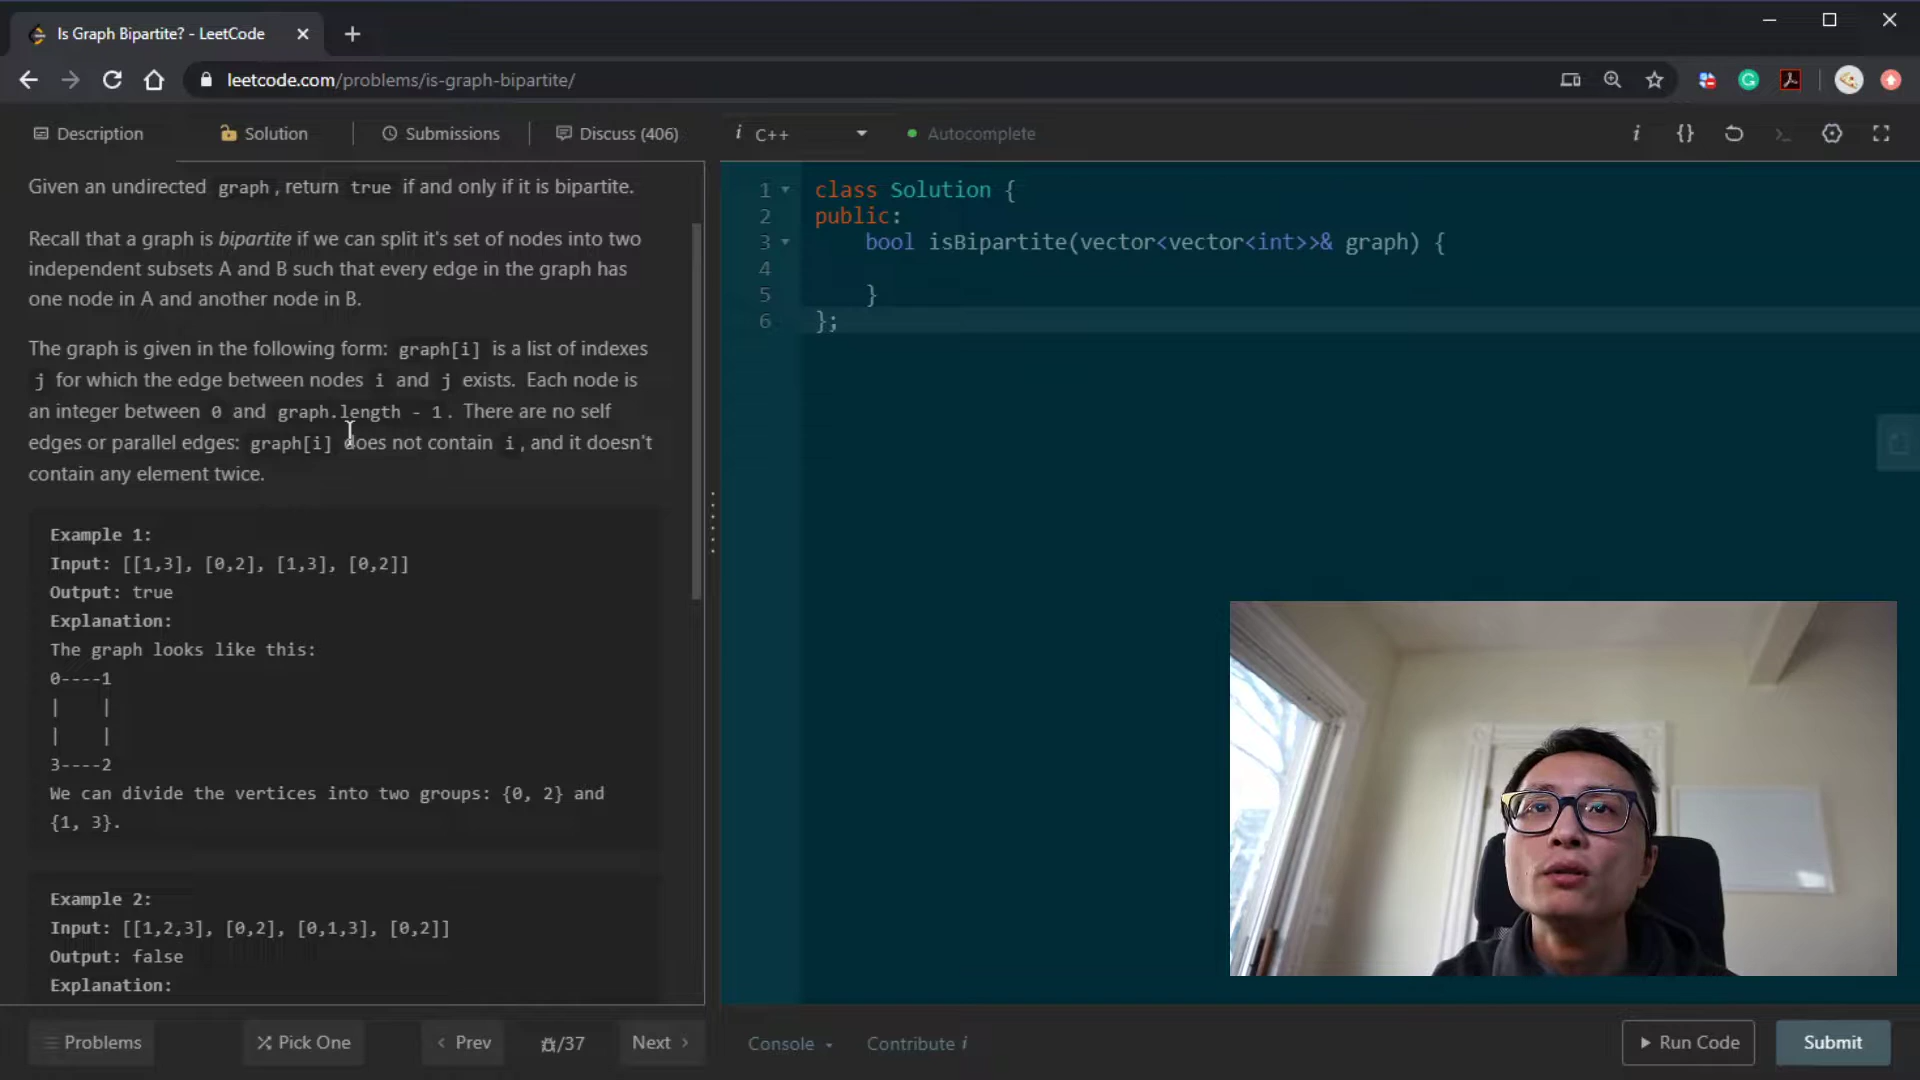 Is Graph Bipartite? - LeetCode
leetcode.com/problems/is-graph-bipartite/
Description
Solution
Submissions
Discuss (406)
i C++
Autocomplete
i {}
Given an undirected graph, return true if and only if it is bipartite.
Recall that a graph is bipartite if we can split it's set of nodes into two
independent subsets A and B such that every edge in the graph has
one node in A and another node in B.
The graph is given in the following form: graph[i] is a list of indexes
j for which the edge between nodes i and j exists. Each node is
an integer between 0 and graph.length - 1. There are no self
edges or parallel edges: graph[i] does not contain i, and it doesn't
contain any element twice.
Example 1:
Input: [[1,3], [0,2], [1,3], [0,2]]
Output: true
Explanation:
The graph looks like this:
0----1
|    |
|    |
3----2
We can divide the vertices into two groups: {0, 2} and
{1, 3}.
Example 2:
Input: [[1,2,3], [0,2], [0,1,3], [0,2]]
Output: false
Explanation:
1 class Solution {
2 public:
3 bool isBipartite(vector<vector<int>>& graph) {
4
5 }
6 };
Problems
Pick One
< Prev
/37
Next >
Console
Contribute i
Run Code
Submit